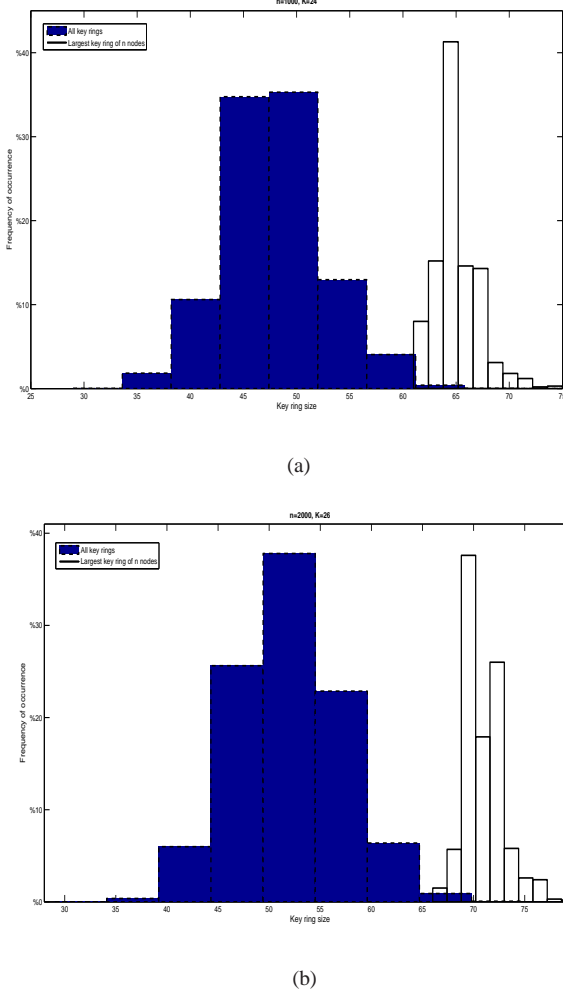 n=1000, K=24
%40
%30
%20
%10
%0
Frequency of occurrence
All key rings
Largest key ring of n nodes
25 30 35 40 45 50 55 60 65 70 75
Key ring size
(a)
n=2000, K=26
%40
%30
%20
%10
%0
Frequency of occurrence
All key rings
Largest key ring of n nodes
30 35 40 45 50 55 60 65 70 75
Key ring size
(b)